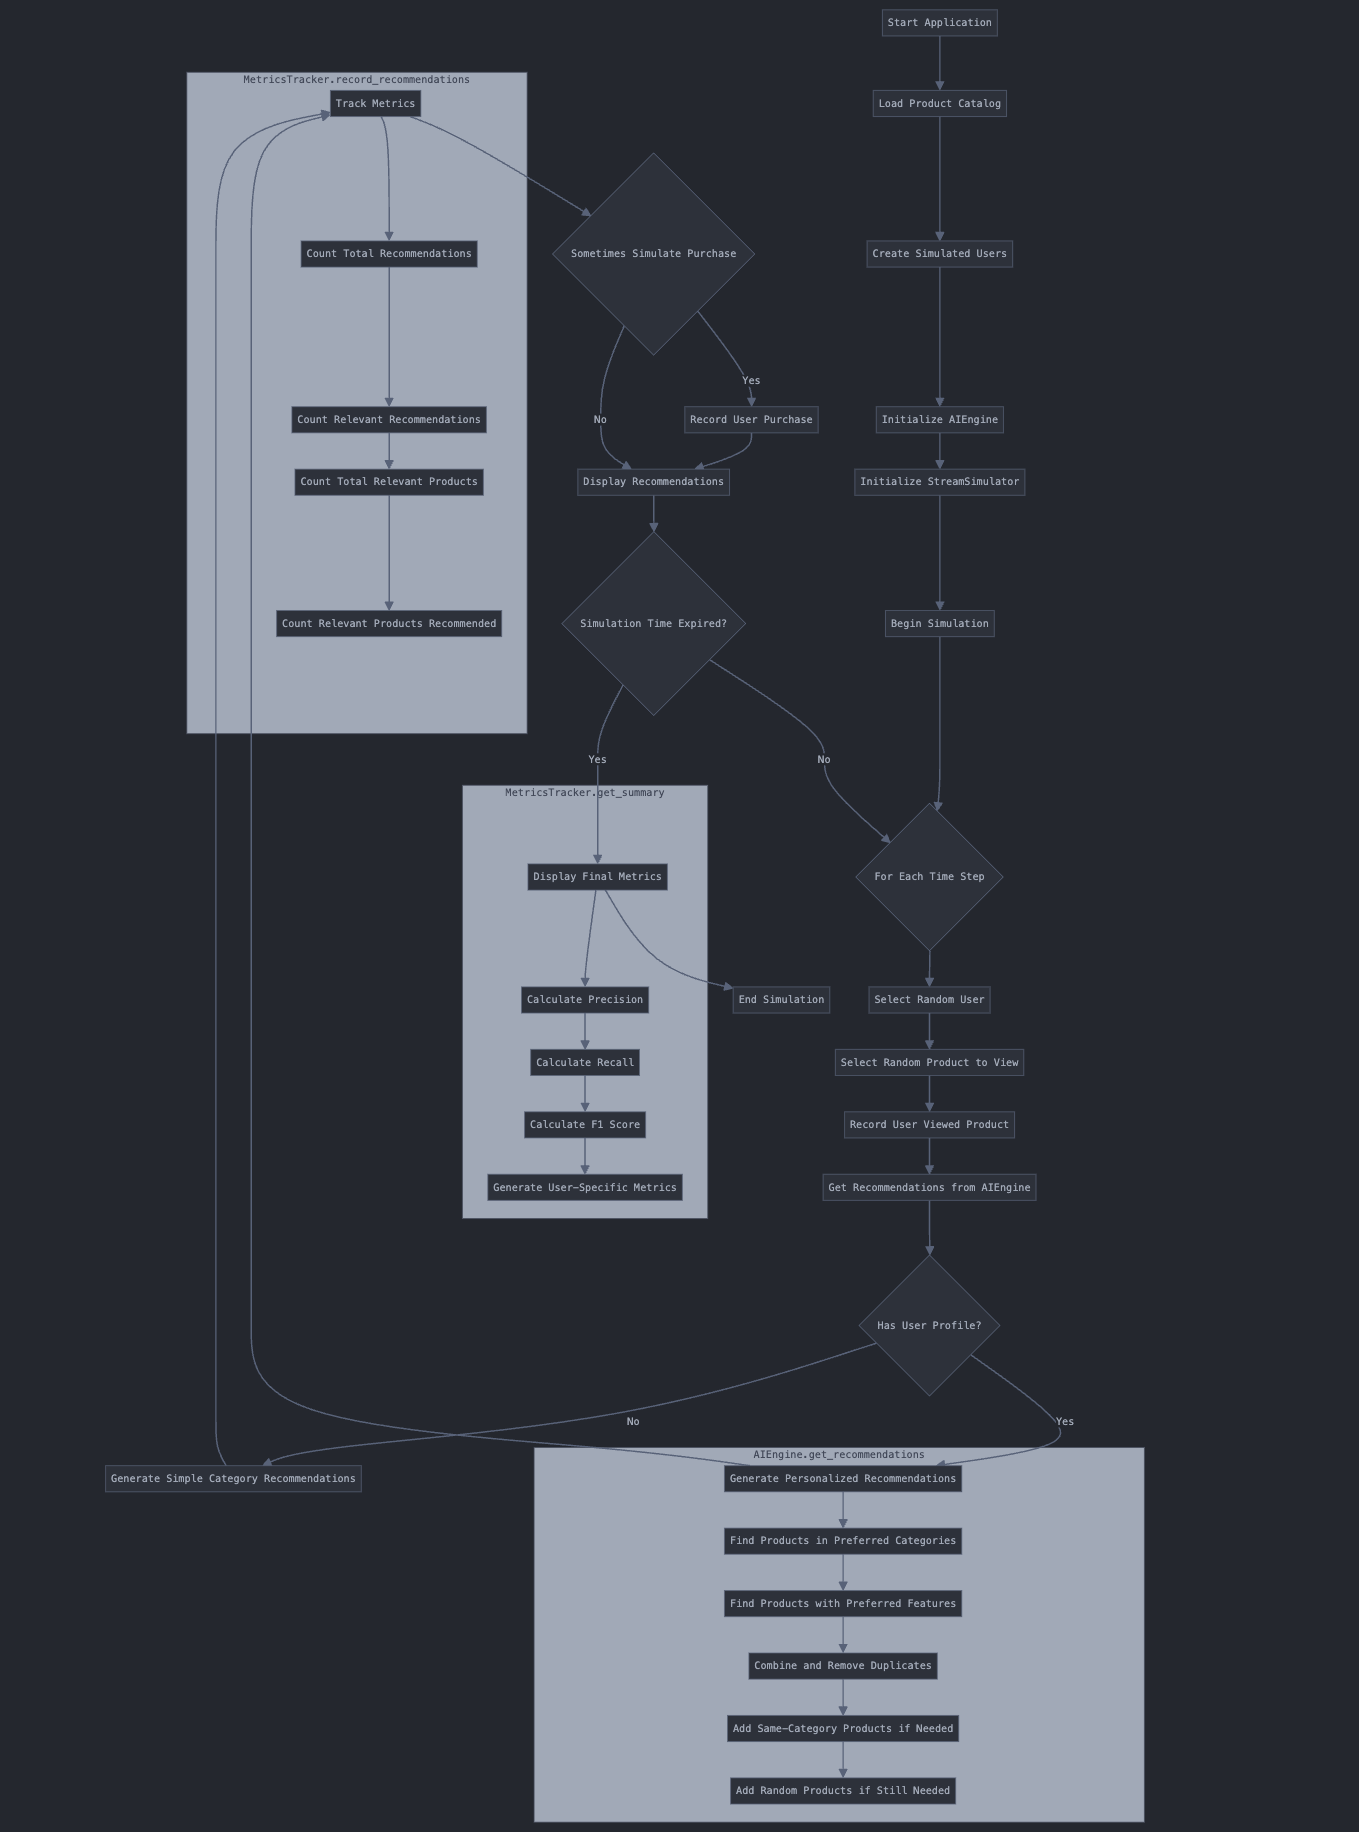 Start Application
MetricsTracker.record_recommendations
Track Metrics
Load Product Catalog
Count Total Recommendations
Sometimes Simulate Purchase
Create Simulated Users
Yes
Count Relevant Recommendations
No
Record User Purchase
Initialize AIEngine
Count Total Relevant Products
Display Recommendations
Initialize StreamSimulator
Count Relevant Products Recommended
Simulation Time Expired?
Begin Simulation
Yes
No
MetricsTracker.get_summary
Display Final Metrics
For Each Time Step
Calculate Precision
End Simulation
Select Random User
Calculate Recall
Select Random Product to View
Calculate F1 Score
Record User Viewed Product
Generate User-Specific Metrics
Get Recommendations from AIEngine
Has User Profile?
No
Yes
AIEngine.get_recommendations
Generate Simple Category Recommendations
Generate Personalized Recommendations
Find Products in Preferred Categories
Find Products with Preferred Features
Combine and Remove Duplicates
Add Same-Category Products if Needed
Add Random Products if Still Needed